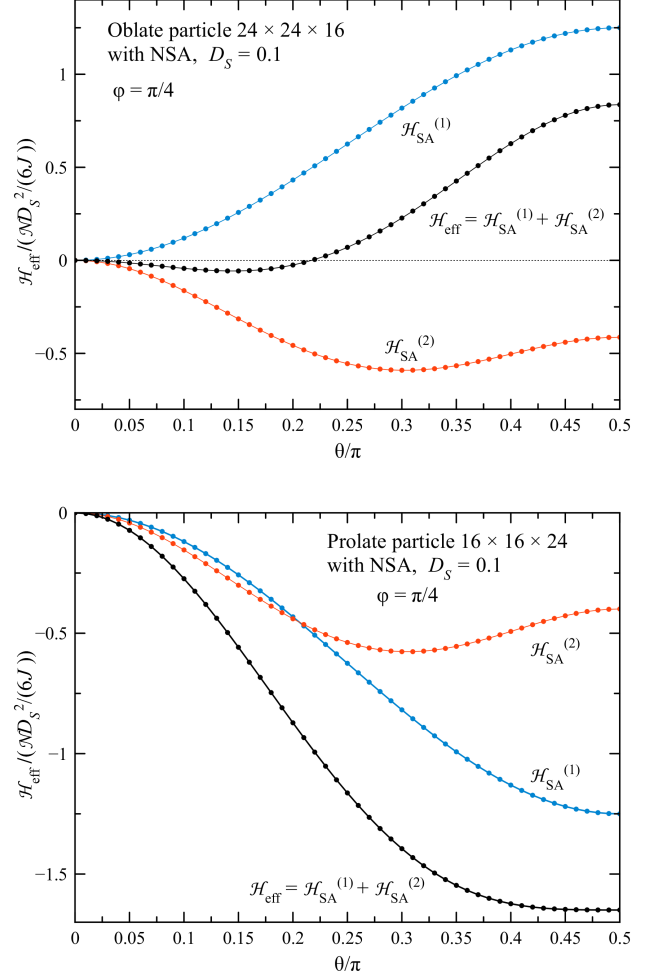 Oblate particle 24 × 24 × 16
with NSA, D_S = 0.1
φ = π/4
ℋ_SA^(1)
ℋ_eff = ℋ_SA^(1) + ℋ_SA^(2)
ℋ_SA^(2)
ℋ_eff/(𝒩D_S^2/(6J))
1
0.5
0
−0.5
0 0.05 0.1 0.15 0.2 0.25 0.3 0.35 0.4 0.45 0.5
θ/π
Prolate particle 16 × 16 × 24
with NSA, D_S = 0.1
φ = π/4
ℋ_SA^(2)
ℋ_SA^(1)
ℋ_eff = ℋ_SA^(1) + ℋ_SA^(2)
ℋ_eff/(𝒩D_S^2/(6J))
0
−0.5
−1
−1.5
0 0.05 0.1 0.15 0.2 0.25 0.3 0.35 0.4 0.45 0.5
θ/π